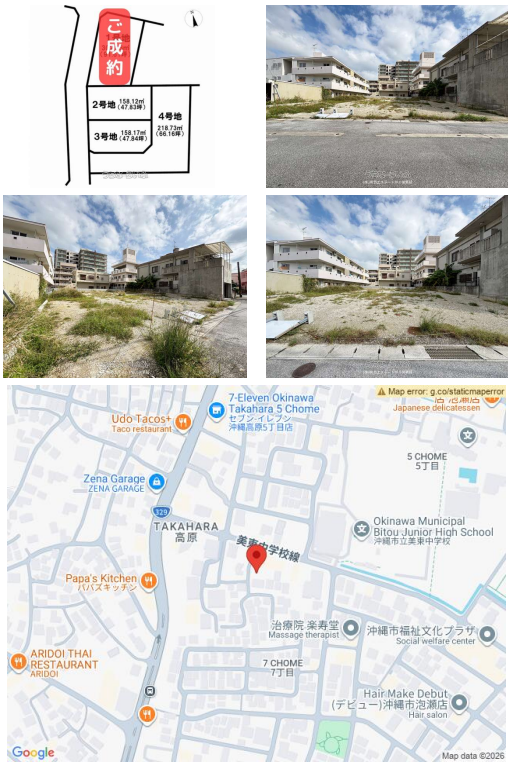 ご成約
2号地 158.12㎡
(47.83坪)
3号地 158.17㎡
(47.84坪)
4号地
218.73㎡
(66.16坪)
Map error: g.co/staticmaperror
7-Eleven Okinawa
Takahara 5 Chome
セブン-イレブン
沖縄高原5丁目店
Japanese delicatessen
Udo Tacos+
Taco restaurant
5 CHOME
5丁目
Zena Garage
ZENA GARAGE
329
TAKAHARA
高原
Okinawa Municipal
Bitou Junior High School
沖縄市立美東中学校
美東中学校線
Papa's Kitchen
パパズキッチン
治療院 楽寿堂
Massage therapist
沖縄市福祉文化プラザ
Social welfare center
ARIDOI THAI
RESTAURANT
ARIDOI
7 CHOME
7丁目
Hair Make Debut
(デビュー)沖縄市泡瀬店
Hair salon
Google
Map data ©2026